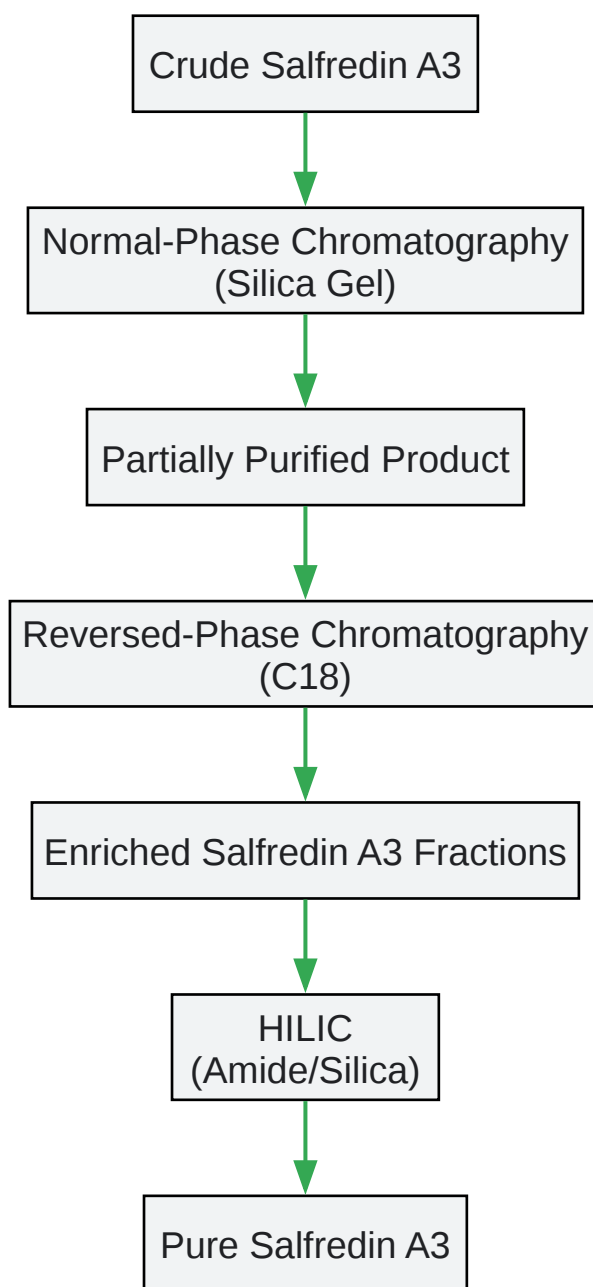 Crude Salfredin A3
Normal-Phase Chromatography
(Silica Gel)
Partially Purified Product
Reversed-Phase Chromatography
(C18)
Enriched Salfredin A3 Fractions
HILIC
(Amide/Silica)
Pure Salfredin A3